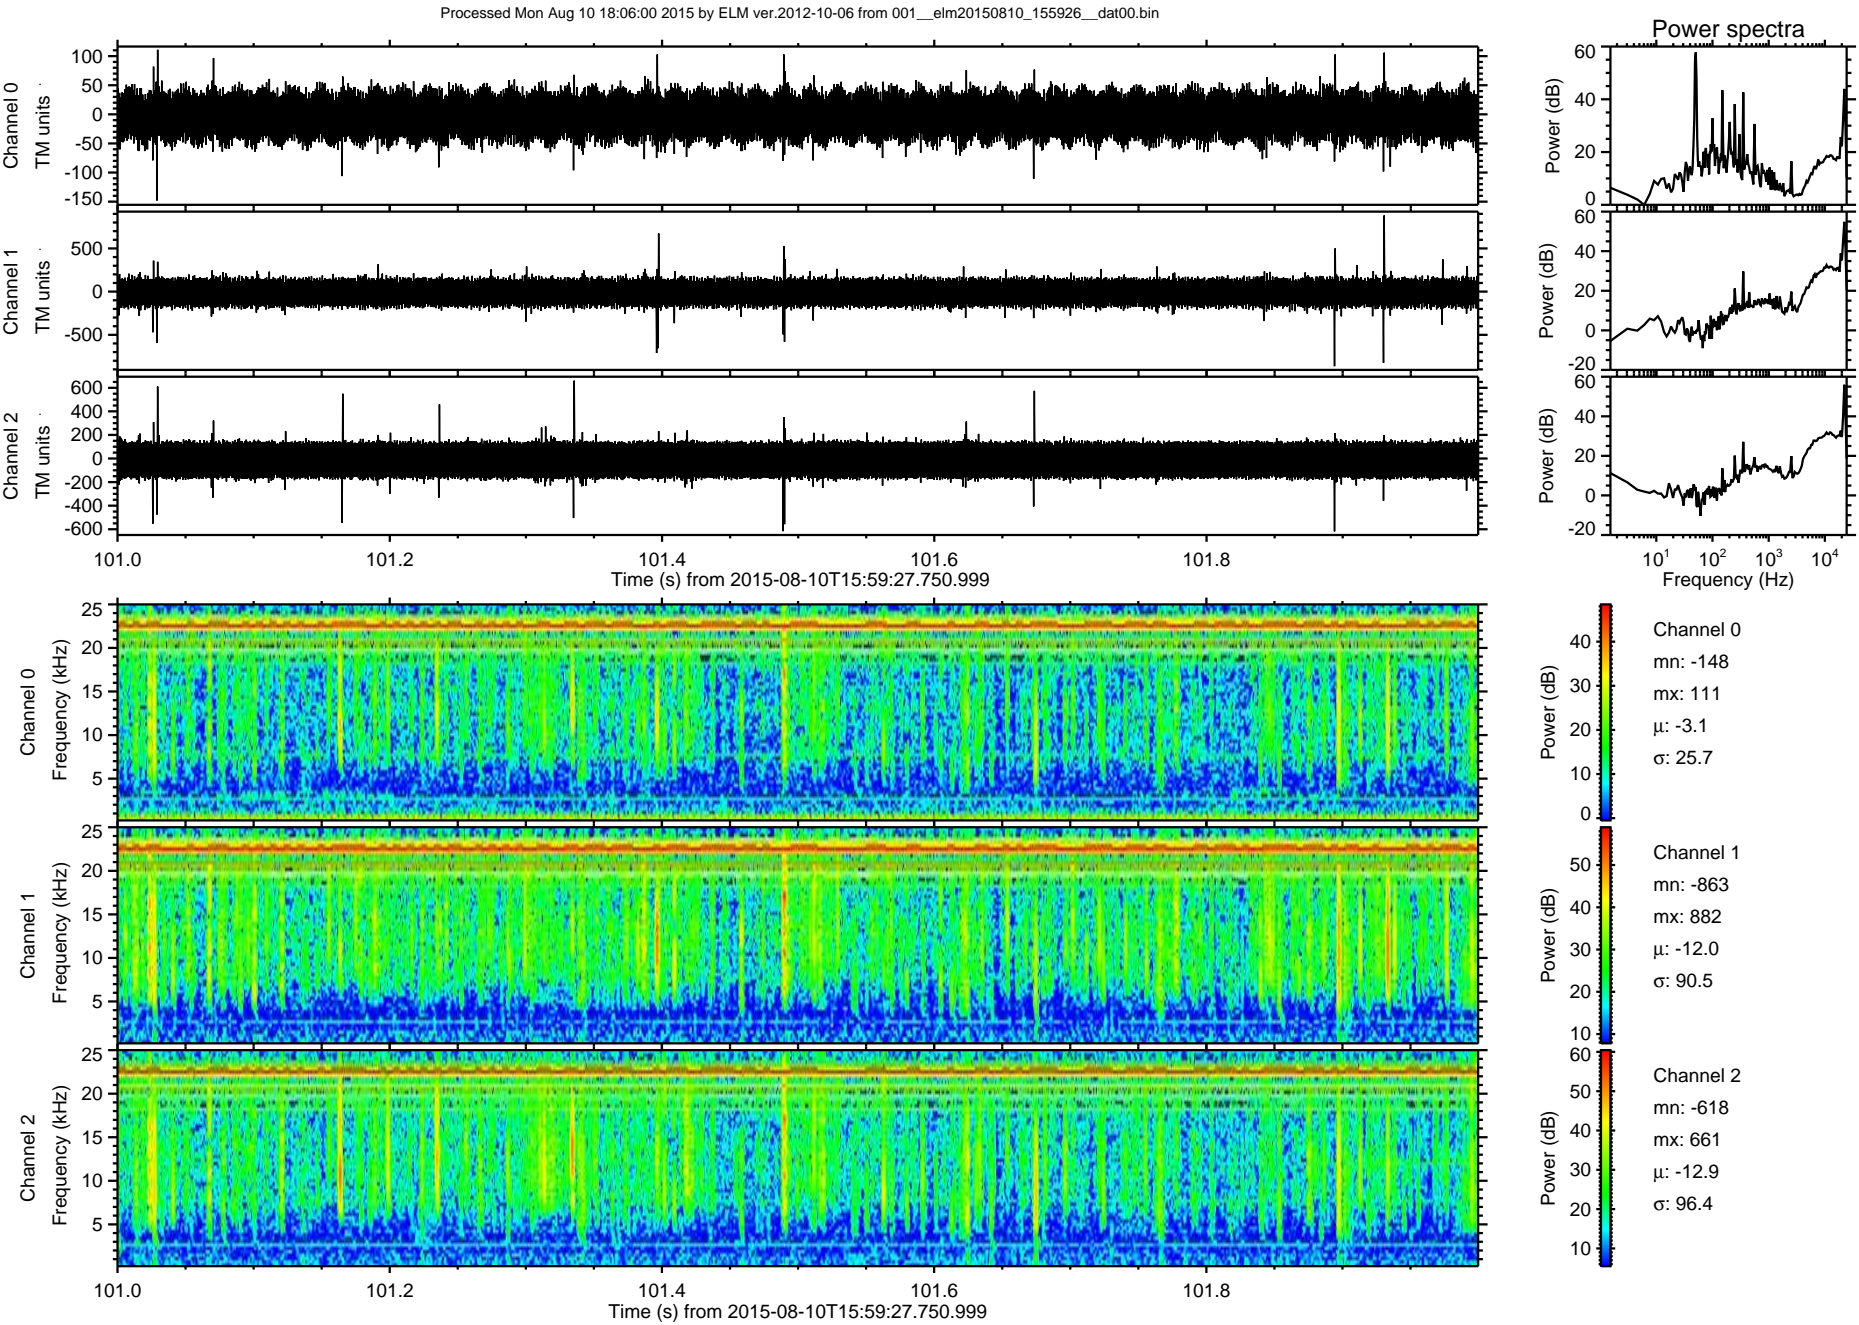 Processed Mon Aug 10 18:06:00 2015 by ELM ver.2012-10-06 from 001__elm20150810_155926__dat00.bin
Power spectra
Channel 0
TM units
100
50
0
-50
-100
-150
Power (dB)
60
40
20
0
Channel 1
TM units
500
0
-500
Power (dB)
60
40
20
0
-20
Channel 2
TM units
600
400
200
0
-200
-400
-600
Power (dB)
60
40
20
0
-20
101.0 101.2 101.4 101.6 101.8
Time (s) from 2015-08-10T15:59:27.750.999
10¹ 10² 10³ 10⁴
Frequency (Hz)
Channel 0
Frequency (kHz)
25
20
15
10
5
Power (dB)
40
30
20
10
0
Channel 0
mn: -148
mx: 111
μ: -3.1
σ: 25.7
Channel 1
Frequency (kHz)
25
20
15
10
5
Power (dB)
50
40
30
20
10
Channel 1
mn: -863
mx: 882
μ: -12.0
σ: 90.5
Channel 2
Frequency (kHz)
25
20
15
10
5
Power (dB)
60
50
40
30
20
10
Channel 2
mn: -618
mx: 661
μ: -12.9
σ: 96.4
101.0 101.2 101.4 101.6 101.8
Time (s) from 2015-08-10T15:59:27.750.999